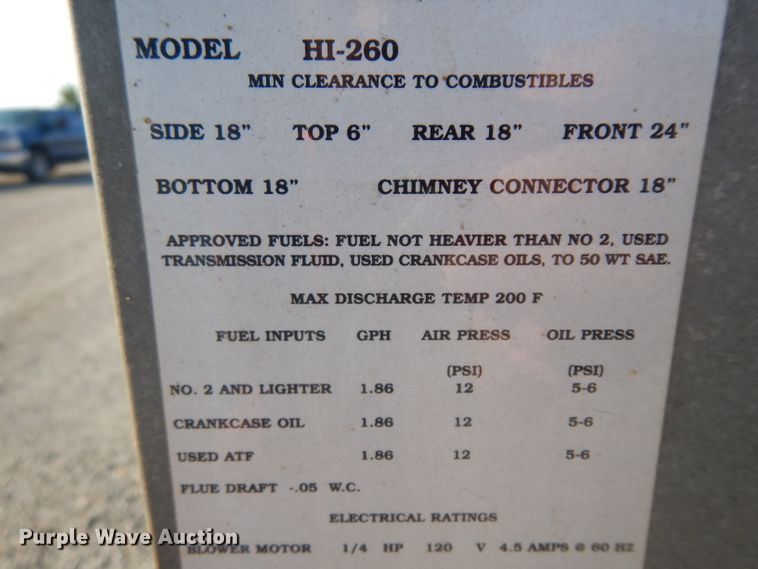 MODEL HI-260
MIN CLEARANCE TO COMBUSTIBLES
SIDE 18" TOP 6" REAR 18" FRONT 24"
BOTTOM 18" CHIMNEY CONNECTOR 18"
APPROVED FUELS: FUEL NOT HEAVIER THAN NO 2, USED
TRANSMISSION FLUID, USED CRANKCASE OILS, TO 50 WT SAE.
MAX DISCHARGE TEMP 200 F
FUEL INPUTS GPH AIR PRESS OIL PRESS
(PSI) (PSI)
NO. 2 AND LIGHTER 1.86 12 5-6
CRANKCASE OIL 1.86 12 5-6
USED ATF 1.86 12 5-6
FLUE DRAFT -.05 W.C.
ELECTRICAL RATINGS
BLOWER MOTOR 1/4 HP 120 V 4.5 AMPS @ 60 HZ
Purple Wave Auction